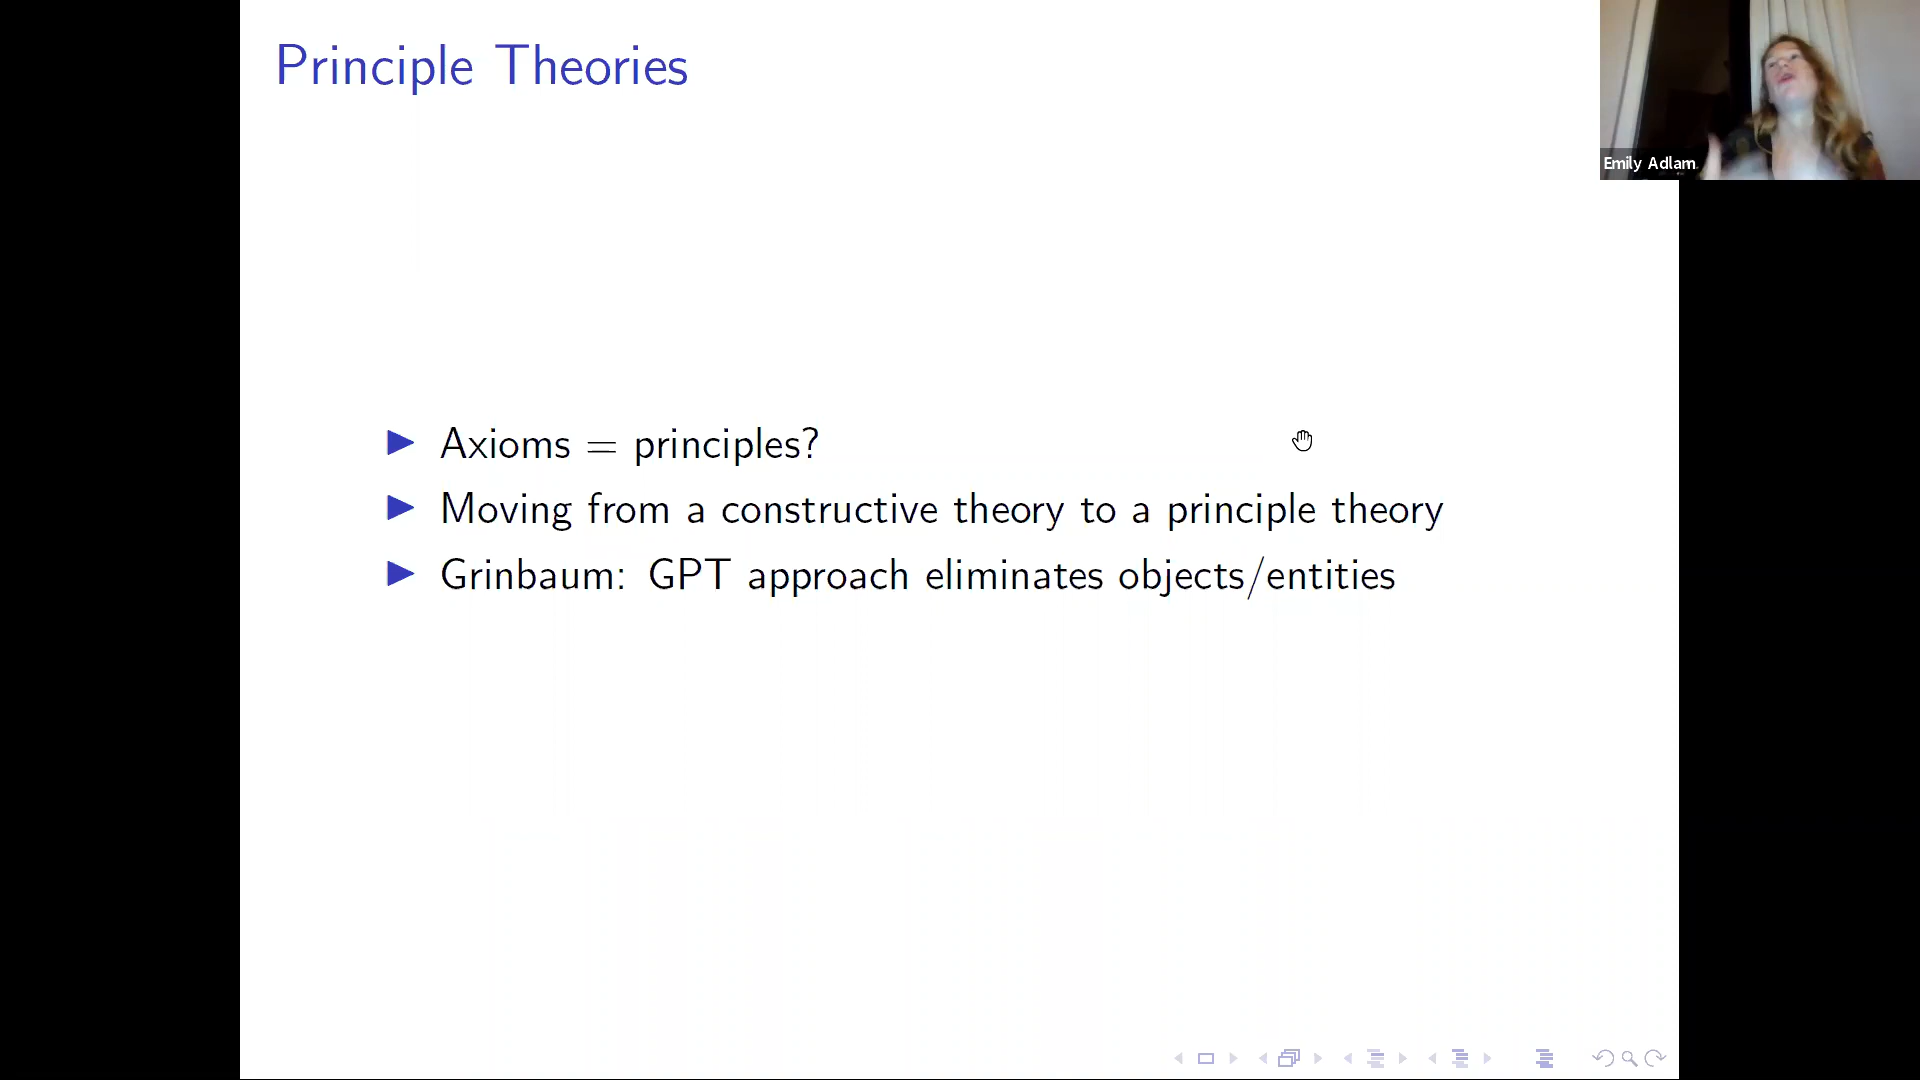 Principle Theories
Emily Adlam
Axioms = principles?
Moving from a constructive theory to a principle theory
Grinbaum: GPT approach eliminates objects/entities